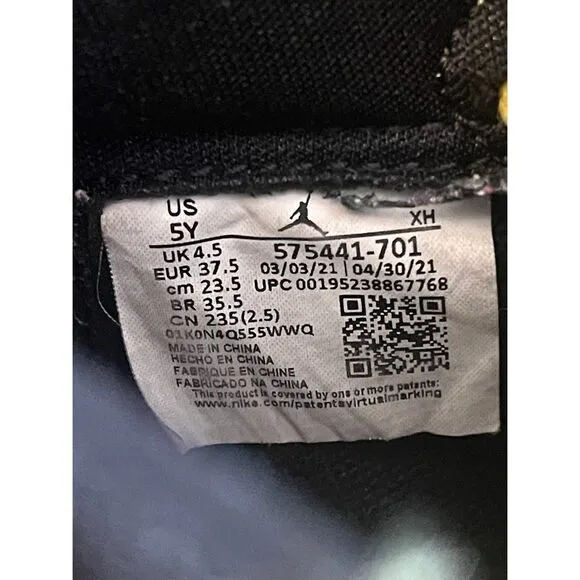 US XH
5Y
UK 4.5 575441-701
EUR 37.5 03/03/21 | 04/30/21
cm 23.5 UPC 00195238867768
BR 35.5
CN 235(2.5)
01K0N4Q555WWQ
MADE IN CHINA
HECHO EN CHINA
FABRIQUE EN CHINE
FABRICADO NA CHINA
This product is covered by one or more patents:
www.nike.com/patentsvirtualmarking